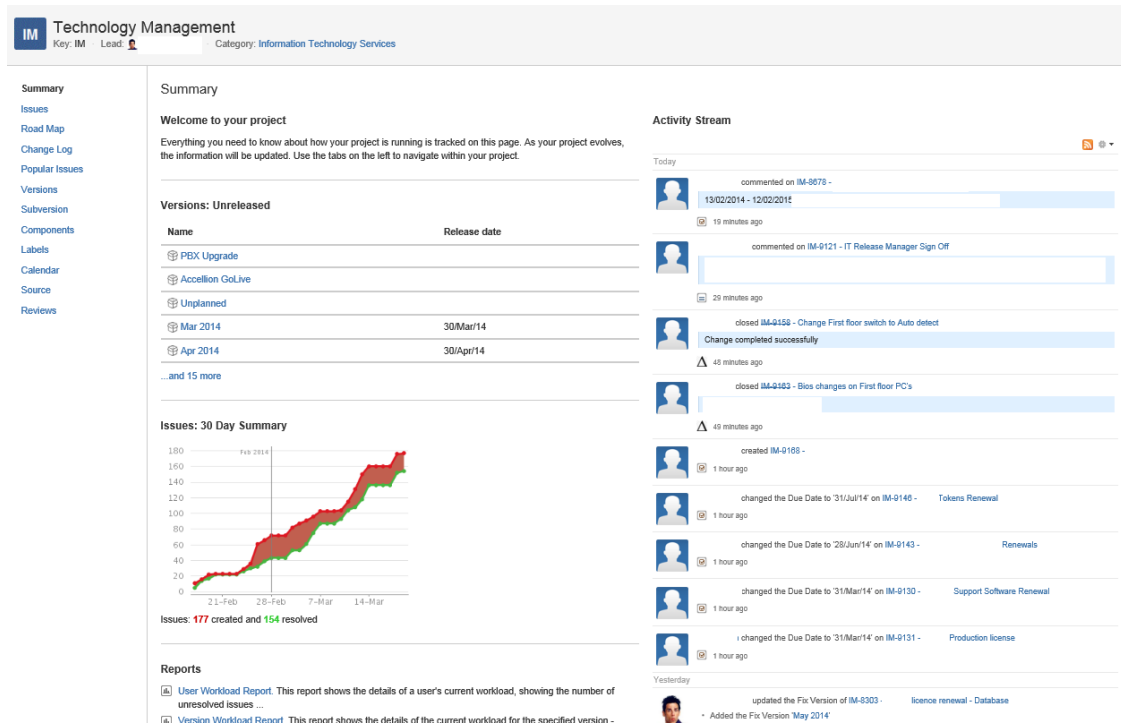 IM
Technology Management
Key: IM · Lead: · Category: Information Technology Services
Summary
Issues
Road Map
Change Log
Popular Issues
Versions
Subversion
Components
Labels
Calendar
Source
Reviews
Summary
Welcome to your project
Everything you need to know about how your project is running is tracked on this page. As your project evolves,
the information will be updated. Use the tabs on the left to navigate within your project.
Versions: Unreleased
Name Release date
PBX Upgrade
Accellion GoLive
Unplanned
Mar 2014 30/Mar/14
Apr 2014 30/Apr/14
...and 15 more
Issues: 30 Day Summary
Feb 2014
180
160
140
120
100
80
60
40
20
0
21-Feb 28-Feb 7-Mar 14-Mar
Issues: 177 created and 154 resolved
Reports
User Workload Report. This report shows the details of a user's current workload, showing the number of
unresolved issues ...
Version Workload Report. This report shows the details of the current workload for the specified version -
Activity Stream
Today
commented on IM-8678 -
13/02/2014 - 12/02/2015
19 minutes ago
commented on IM-9121 - IT Release Manager Sign Off
29 minutes ago
closed IM-9158 - Change First floor switch to Auto detect
Change completed successfully
48 minutes ago
closed IM-9163 - Bios changes on First floor PC's
49 minutes ago
created IM-9168 -
1 hour ago
changed the Due Date to '31/Jul/14' on IM-9146 - Tokens Renewal
1 hour ago
changed the Due Date to '28/Jun/14' on IM-9143 - Renewals
1 hour ago
changed the Due Date to '31/Mar/14' on IM-9130 - Support Software Renewal
1 hour ago
changed the Due Date to '31/Mar/14' on IM-9131 - Production license
1 hour ago
Yesterday
updated the Fix Version of IM-8303 - licence renewal - Database
• Added the Fix Version 'May 2014'